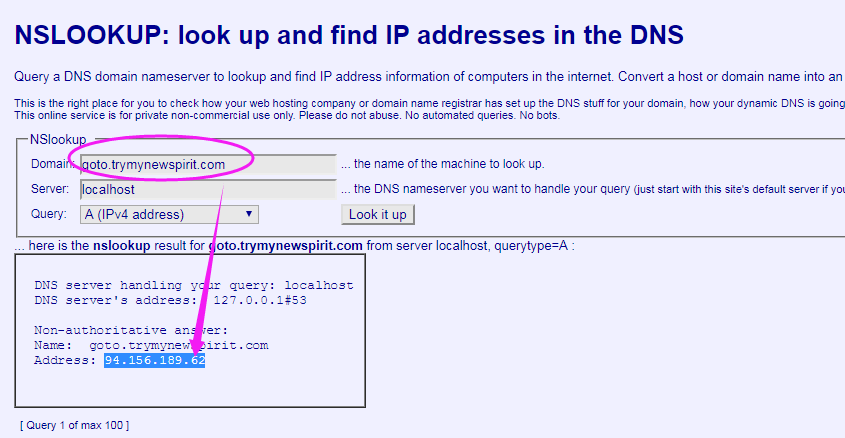 NSLOOKUP: look up and find IP addresses in the DNS
Query a DNS domain nameserver to lookup and find IP address information of computers in the internet. Convert a host or domain name into an
This is the right place for you to check how your web hosting company or domain name registrar has set up the DNS stuff for your domain, how your dynamic DNS is going
This online service is for private non-commercial use only. Please do not abuse. No automated queries. No bots.
NSlookup
Domain: goto.trymynewspirit.com ... the name of the machine to look up.
Server: localhost ... the DNS nameserver you want to handle your query (just start with this site's default server if you
Query: A (IPv4 address) Look it up
... here is the nslookup result for goto.trymynewspirit.com from server localhost, querytype=A :
DNS server handling your query: localhost
DNS server's address: 127.0.0.1#53
Non-authoritative answer:
Name: goto.trymynewspirit.com
Address: 94.156.189.62
[ Query 1 of max 100 ]